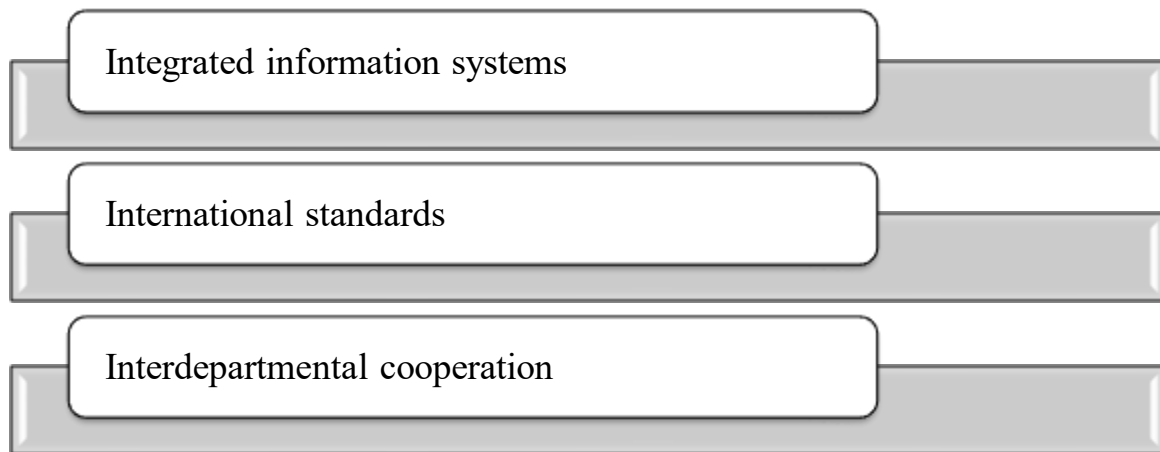 Integrated information systems
International standards
Interdepartmental cooperation